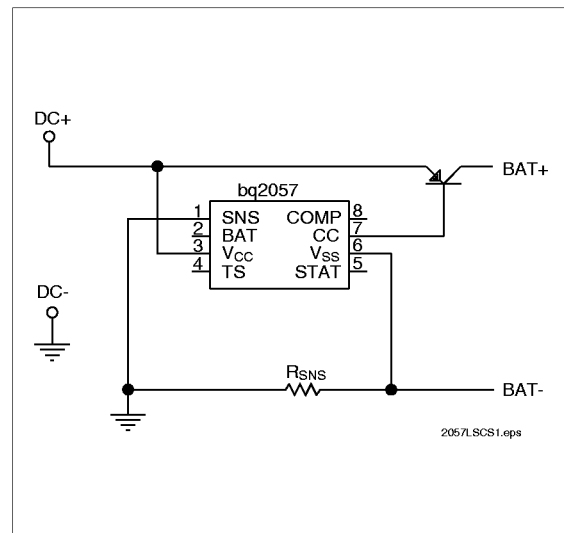 DC+
BAT+
bq2057
1 SNS COMP 8
2 BAT CC 7
3 VCC VSS 6
4 TS STAT 5
DC-
RSNS
BAT-
2057LSCS1.eps